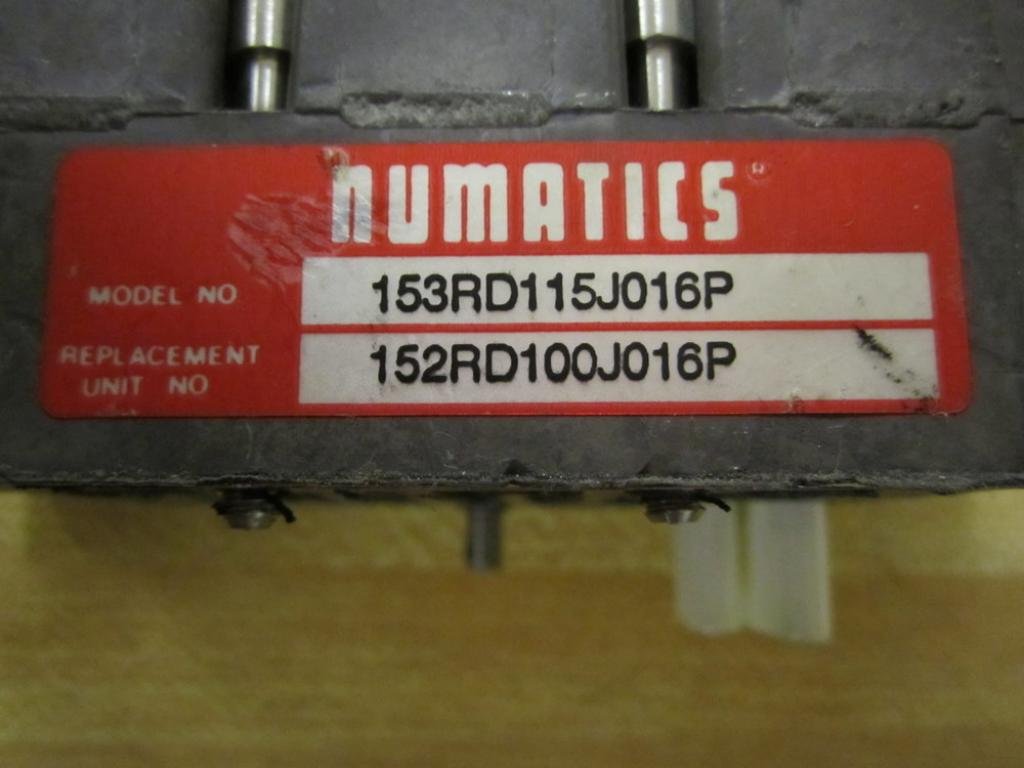 NUMATICS®
MODEL NO 153RD115J016P
REPLACEMENT UNIT NO 152RD100J016P